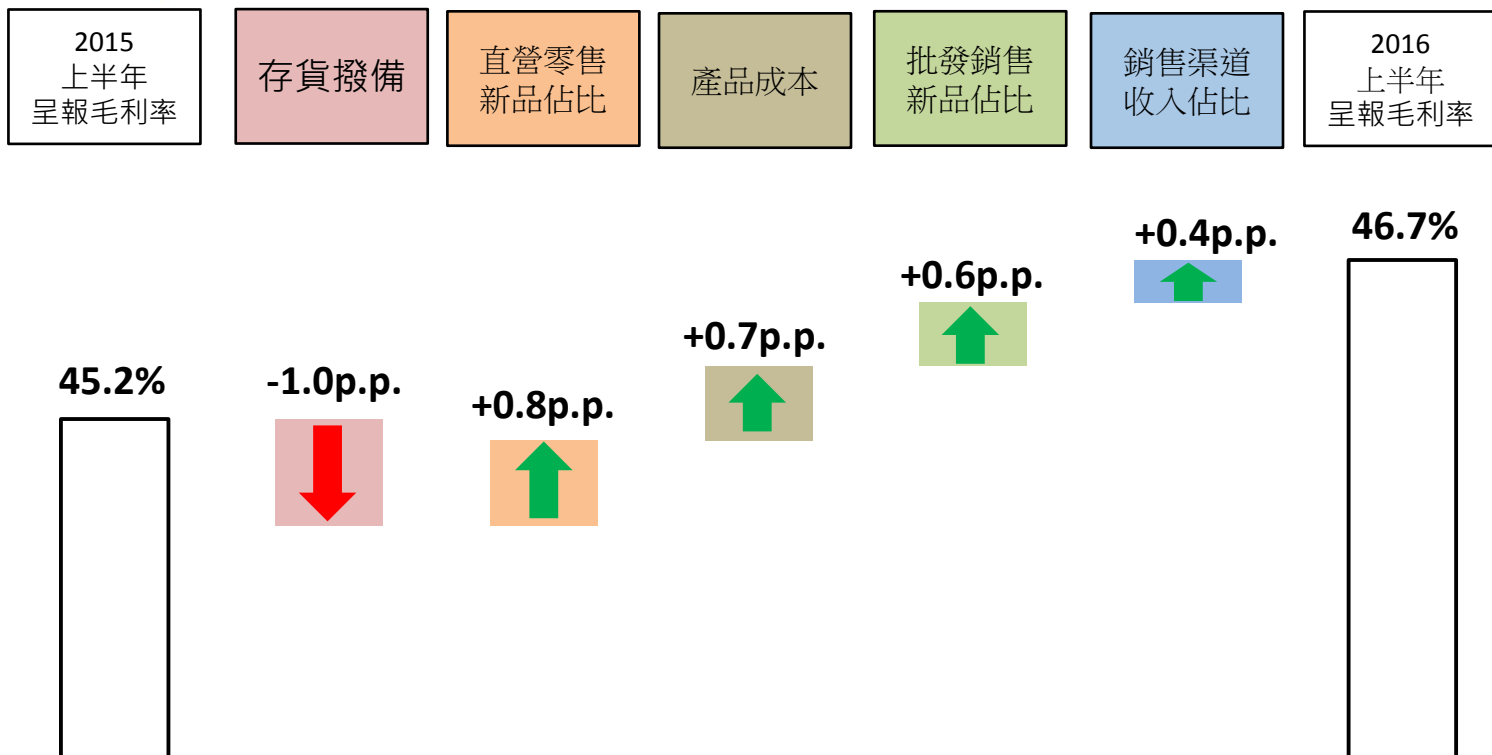 2015
上半年
呈報毛利率
存貨撥備
直營零售
新品佔比
產品成本
批發銷售
新品佔比
銷售渠道
收入佔比
2016
上半年
呈報毛利率
45.2%
-1.0p.p.
+0.8p.p.
+0.7p.p.
+0.6p.p.
+0.4p.p.
46.7%